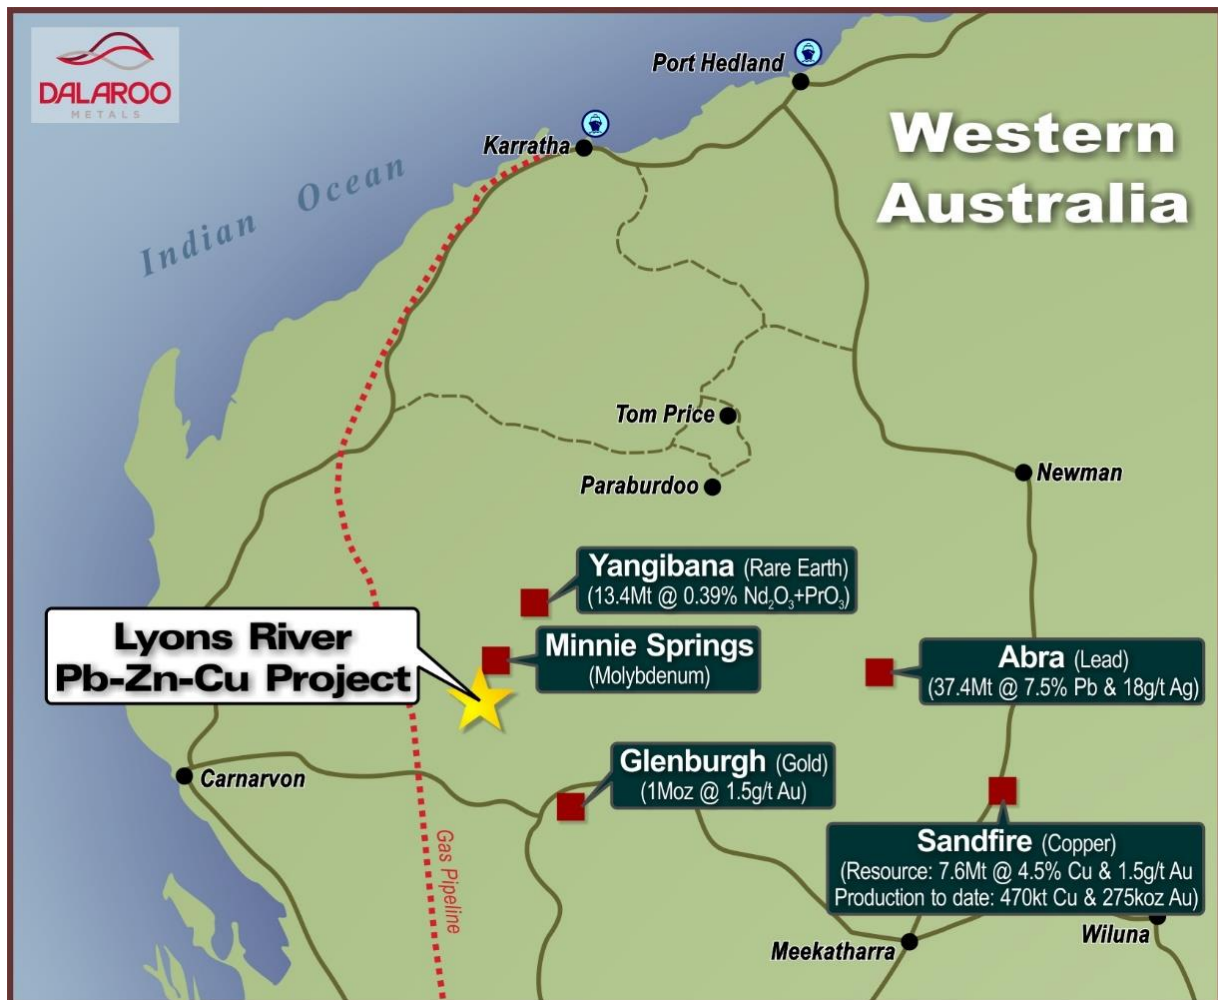 DALAROO
METALS
Port Hedland
Karratha
Western
Australia
Indian Ocean
Tom Price
Paraburdoo
Newman
Yangibana (Rare Earth)
(13.4Mt @ 0.39% Nd₂O₃+PrO₃)
Lyons River
Pb-Zn-Cu Project
Minnie Springs
(Molybdenum)
Abra (Lead)
(37.4Mt @ 7.5% Pb & 18g/t Ag)
Carnarvon
Glenburgh (Gold)
(1Moz @ 1.5g/t Au)
Gas Pipeline
Sandfire (Copper)
(Resource: 7.6Mt @ 4.5% Cu & 1.5g/t Au
Production to date: 470kt Cu & 275koz Au)
Meekatharra
Wiluna